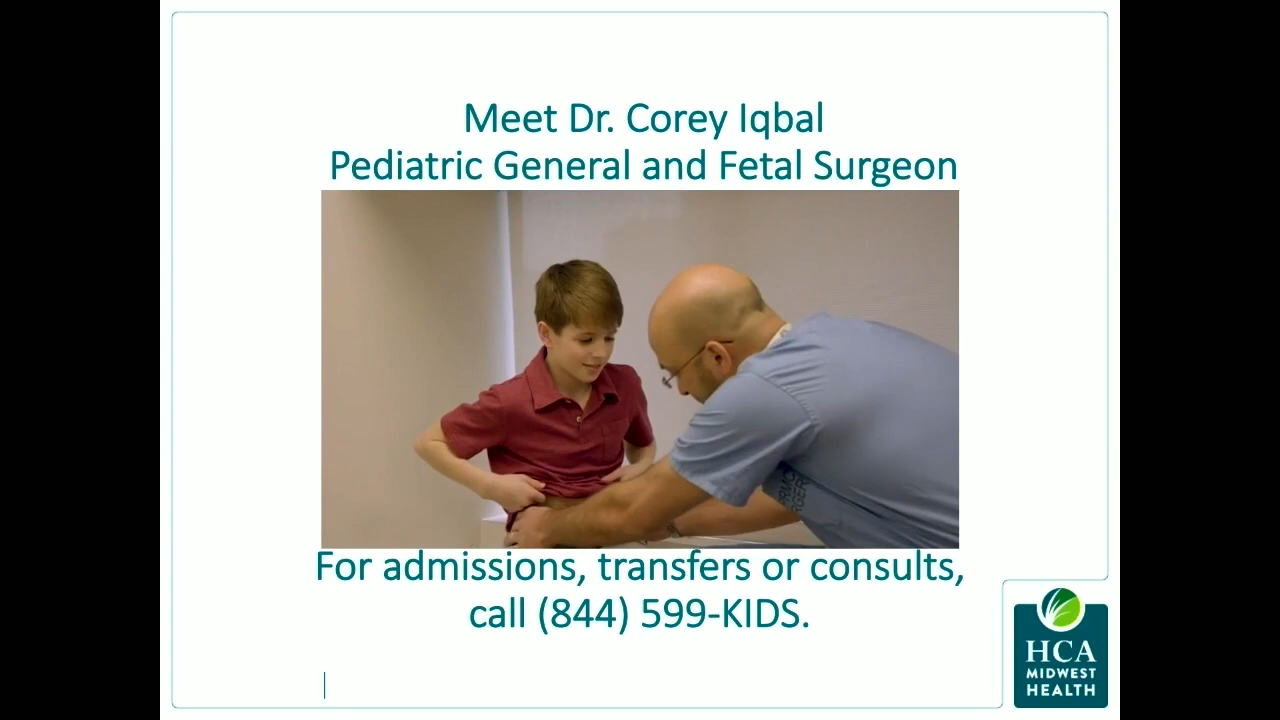 Meet Dr. Corey Iqbal
Pediatric General and Fetal Surgeon
For admissions, transfers or consults,
call (844) 599-KIDS.
HCA
MIDWEST
HEALTH